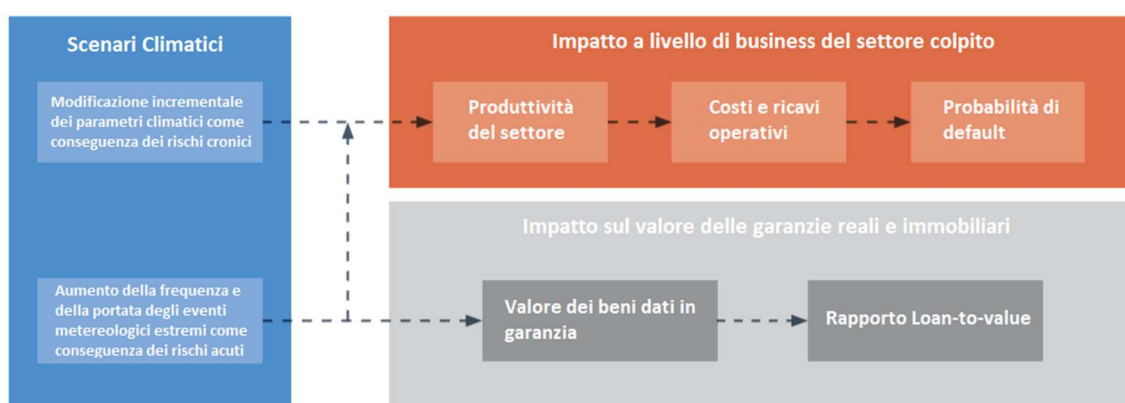 Scenari Climatici
Modificazione incrementale
dei parametri climatici come
conseguenza dei rischi cronici
Aumento della frequenza e
della portata degli eventi
metereologici estremi come
conseguenza dei rischi acuti
Impatto a livello di business del settore colpito
Produttività
del settore
Costi e ricavi
operativi
Probabilità di
default
Impatto sul valore delle garanzie reali e immobiliari
Valore dei beni dati in
garanzia
Rapporto Loan-to-value